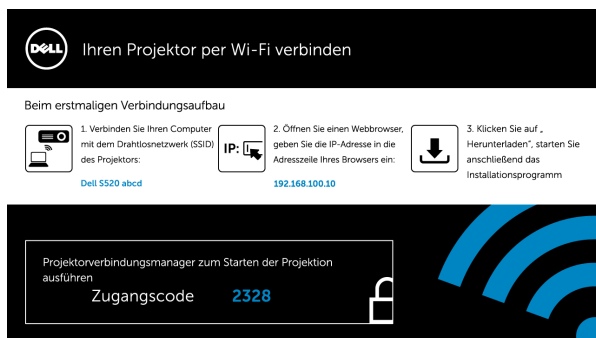 DELL
Ihren Projektor per Wi-Fi verbinden
Beim erstmaligen Verbindungsaufbau
1. Verbinden Sie Ihren Computer
mit dem Drahtlosnetzwerk (SSID)
des Projektors:
Dell S520 abcd
IP:
2. Öffnen Sie einen Webbrowser,
geben Sie die IP-Adresse in die
Adresszeile Ihres Browsers ein:
192.168.100.10
3. Klicken Sie auf „
Herunterladen“, starten Sie
anschließend das
Installationsprogramm
Projektorverbindungsmanager zum Starten der Projektion
ausführen
Zugangscode 2328